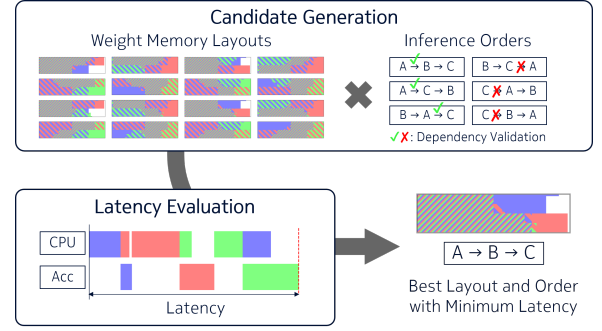 Candidate Generation
Weight Memory Layouts
Inference Orders
A → B → C
B → C → A
A → C → B
C → A → B
B → A → C
C → B → A
✓✗: Dependency Validation
Latency Evaluation
CPU
Acc
Latency
A → B → C
Best Layout and Order
with Minimum Latency